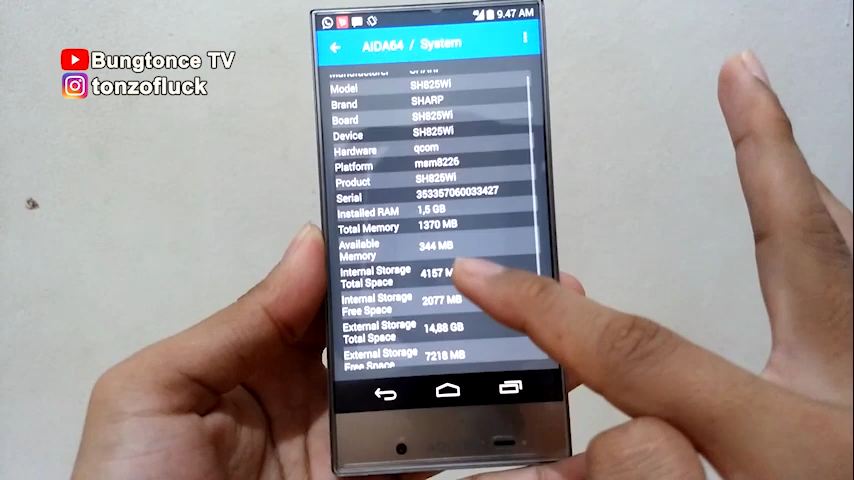 Bungtonce TV
tonzofluck
9.47 AM
AIDA64 / System
Manufacturer SHARP
Model SH825Wi
Brand SHARP
Board SH825Wi
Device SH825Wi
Hardware qcom
Platform msm8226
Product SH825Wi
Serial 353357060033427
Installed RAM 1,5 GB
Total Memory 1370 MB
Available Memory 344 MB
Internal Storage Total Space 4157 M
Internal Storage Free Space 2077 MB
External Storage Total Space 14,88 GB
External Storage Free Space 7218 MB